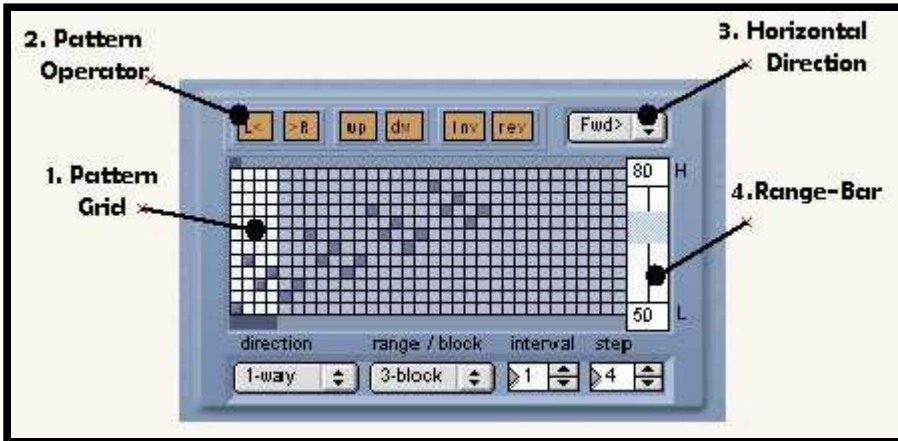 2. Pattern
Operator
3. Horizontal
Direction
L< >R up dn Inv rev Fwd>
1. Pattern
Grid
80 H
4.Range-Bar
50 L
direction range / block interval step
1-way 3-block 1 4